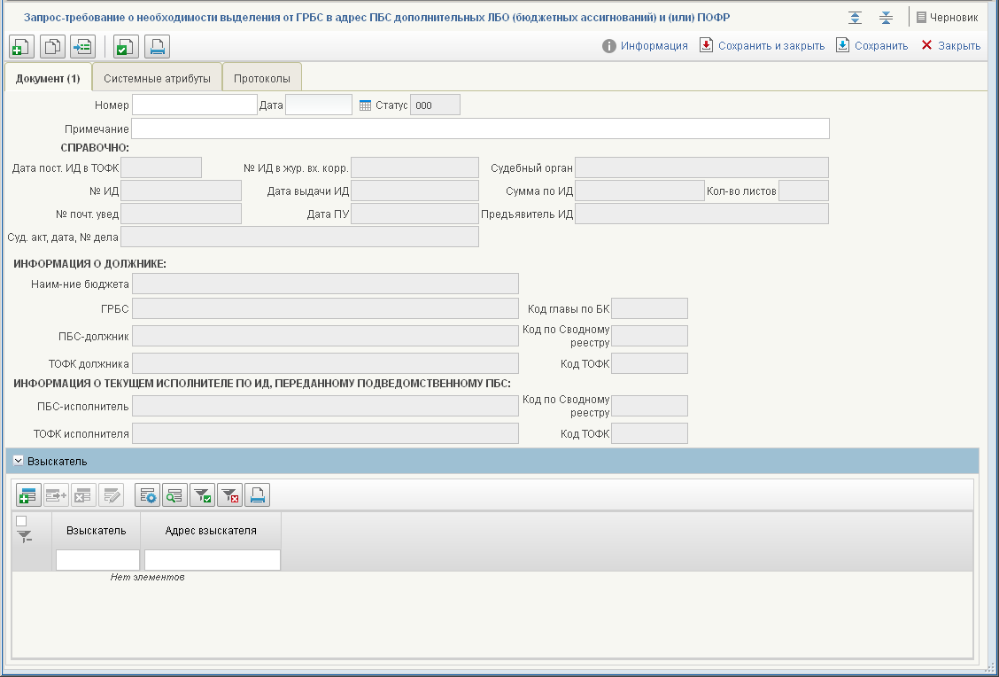 Запрос-требование о необходимости выделения от ГРБС в адрес ПБС дополнительных ЛБО (бюджетных ассигнований) и (или) ПОФР
Черновик
Информация Сохранить и закрыть Сохранить Закрыть
Документ (1) Системные атрибуты Протоколы
Номер Дата Статус 000
Примечание
СПРАВОЧНО:
Дата пост. ИД в ТОФК № ИД в жур. вх. корр. Судебный орган
№ ИД Дата выдачи ИД Сумма по ИД Кол-во листов
№ почт. увед Дата ПУ Предъявитель ИД
Суд. акт, дата, № дела
ИНФОРМАЦИЯ О ДОЛЖНИКЕ:
Наим-ние бюджета
ГРБС Код главы по БК
ПБС-должник Код по Сводному
реестру
ТОФК должника Код ТОФК
ИНФОРМАЦИЯ О ТЕКУЩЕМ ИСПОЛНИТЕЛЕ ПО ИД, ПЕРЕДАННОМУ ПОДВЕДОМСТВЕННОМУ ПБС:
ПБС-исполнитель Код по Сводному
реестру
ТОФК исполнителя Код ТОФК
Взыскатель
Взыскатель Адрес взыскателя
Нет элементов